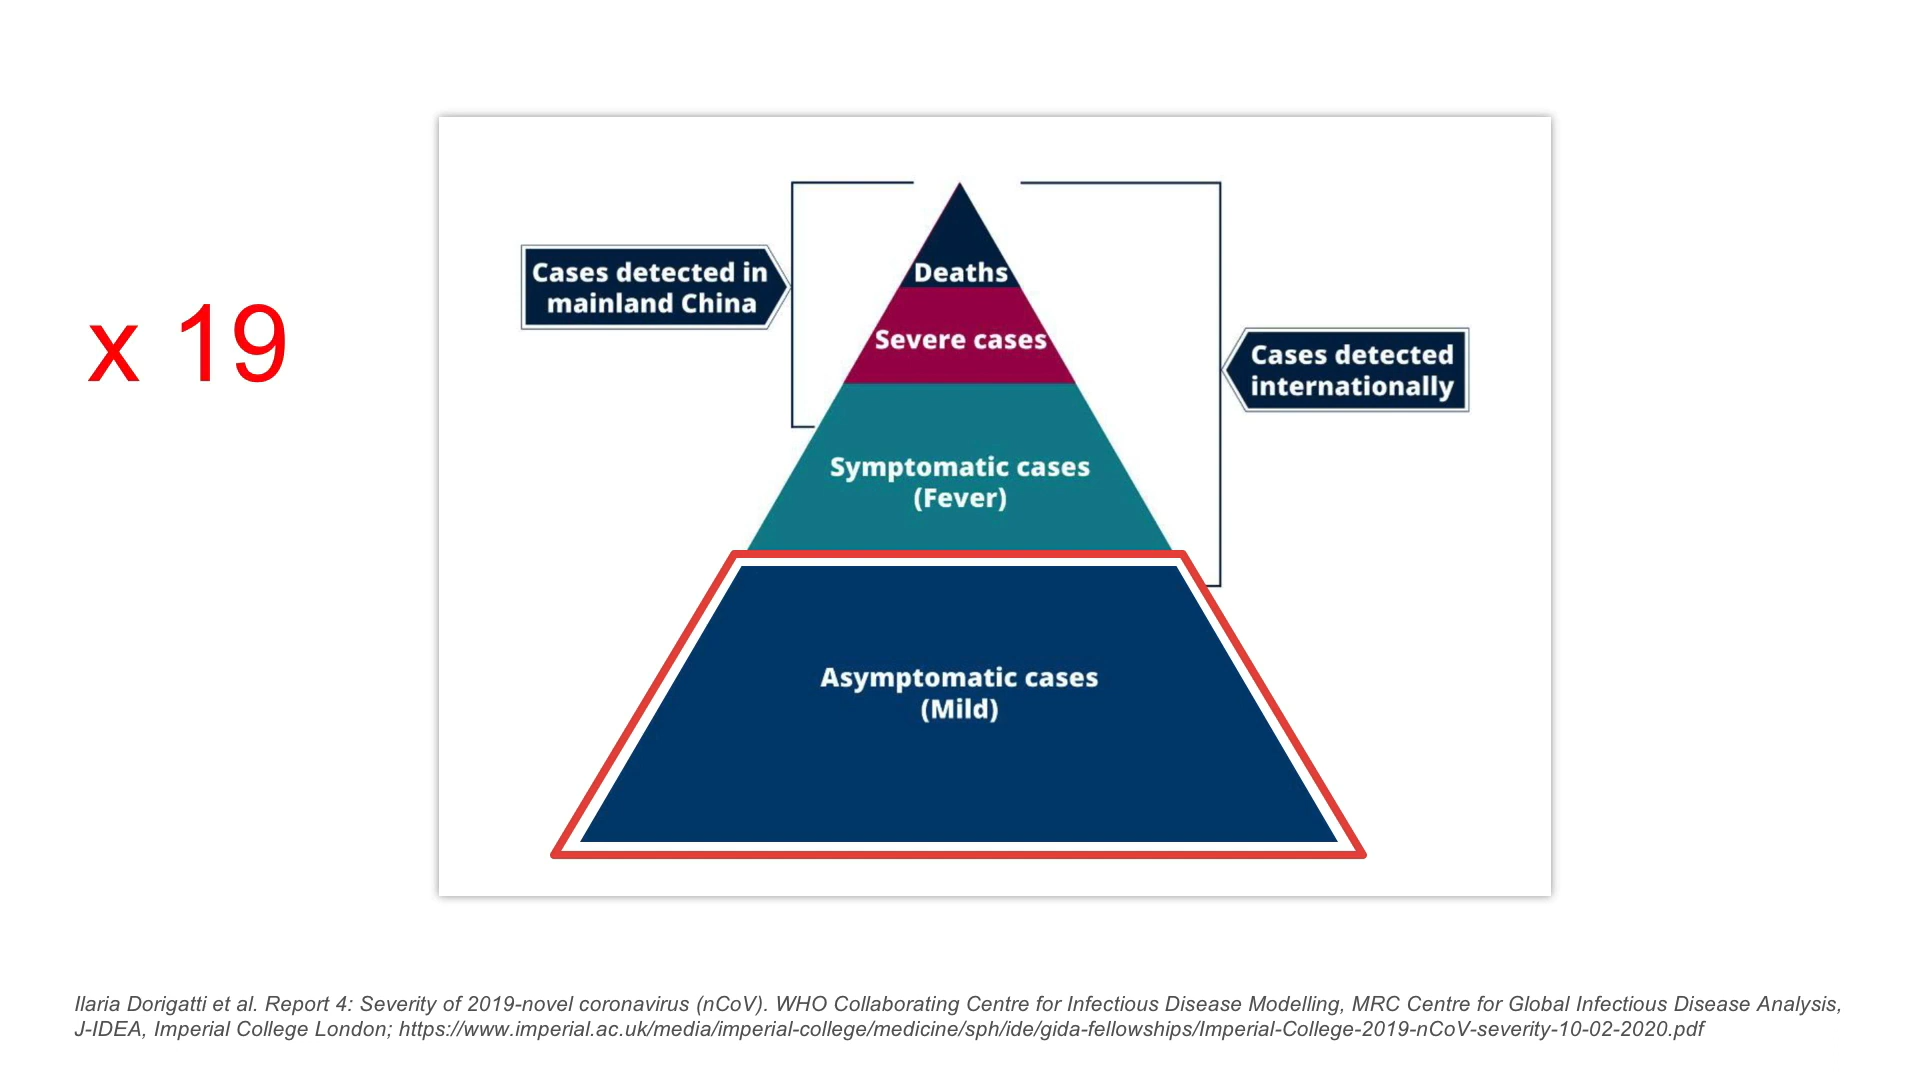 x 19
Cases detected in
mainland China
Deaths
Severe cases
Cases detected
internationally
Symptomatic cases
(Fever)
Asymptomatic cases
(Mild)
Ilaria Dorigatti et al. Report 4: Severity of 2019-novel coronavirus (nCoV). WHO Collaborating Centre for Infectious Disease Modelling, MRC Centre for Global Infectious Disease Analysis,
J-IDEA, Imperial College London; https://www.imperial.ac.uk/media/imperial-college/medicine/sph/ide/gida-fellowships/Imperial-College-2019-nCoV-severity-10-02-2020.pdf